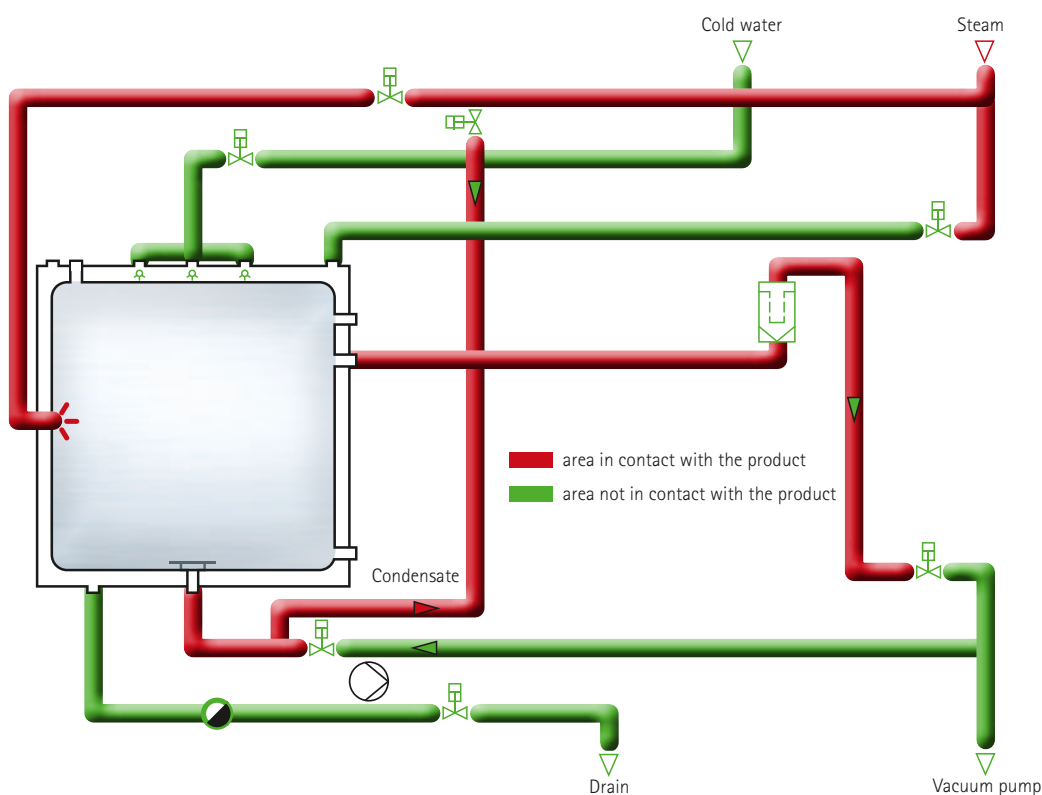 Cold water
Steam
area in contact with the product
area not in contact with the product
Condensate
Drain
Vacuum pump